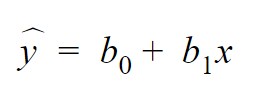 ŷ = b₀ + b₁x